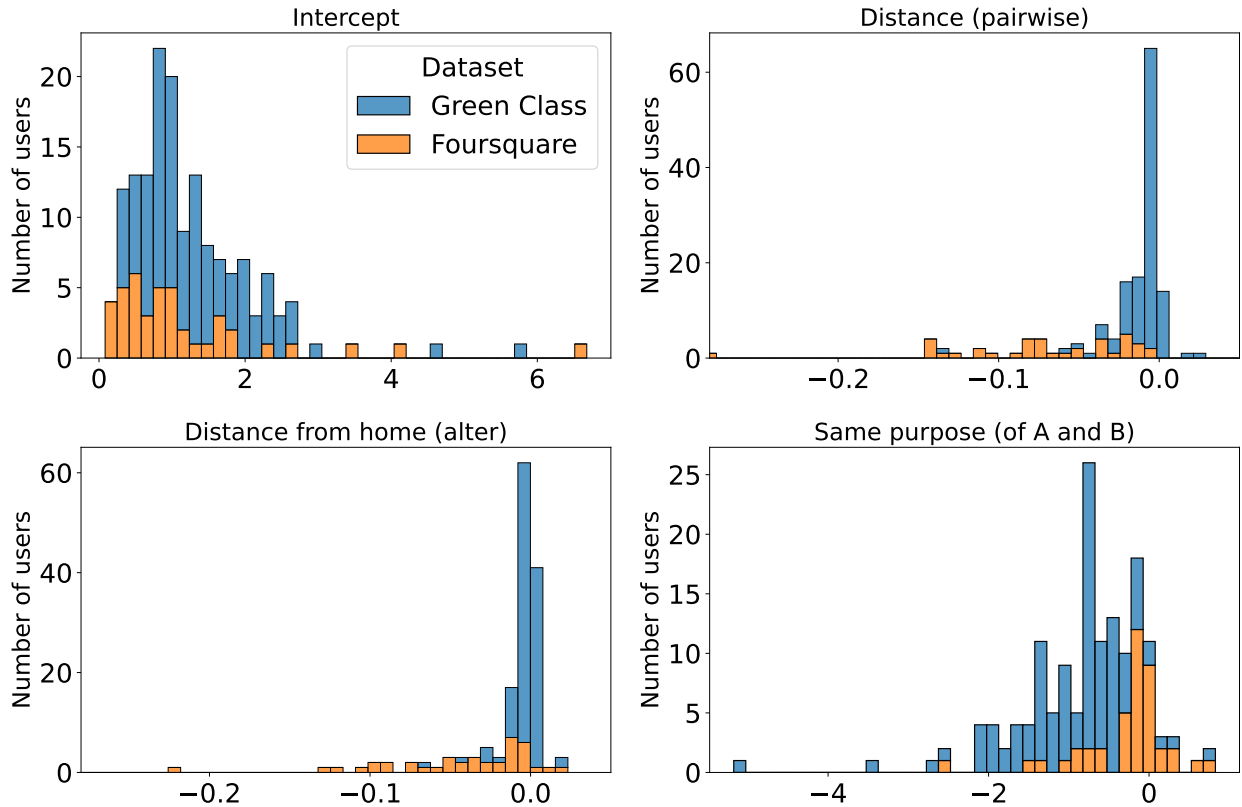 Intercept
Number of users
20
15
10
5
0
0 2 4 6
Dataset
Green Class
Foursquare
Distance (pairwise)
Number of users
60
40
20
0
−0.2 −0.1 0.0
Distance from home (alter)
Number of users
60
40
20
0
−0.2 −0.1 0.0
Same purpose (of A and B)
Number of users
25
20
15
10
5
0
−4 −2 0